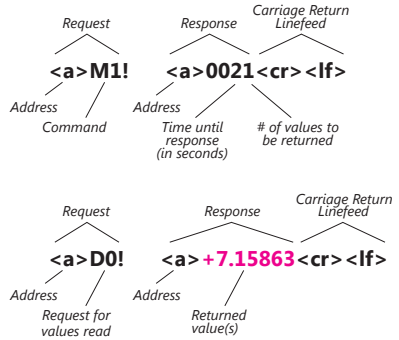 Carriage Return
Request Response Linefeed
<a>M1! <a>0021<cr><lf>
Address Address
Command Time until # of values to
response be returned
(in seconds)
Carriage Return
Request Response Linefeed
<a>D0! <a>+7.15863<cr><lf>
Address Address
Request for Returned
values read value(s)